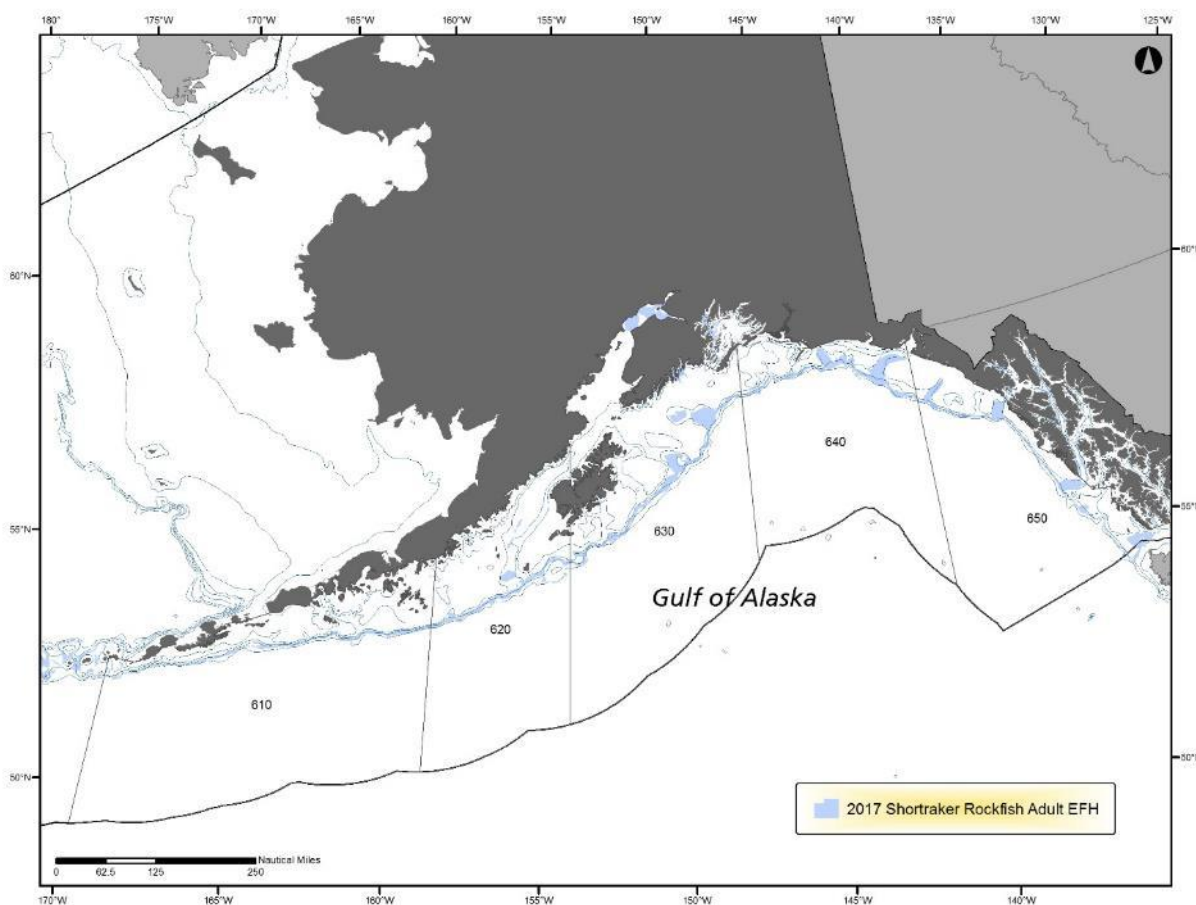 180° 175°W 170°W 165°W 160°W 155°W 150°W 145°W 140°W 135°W 130°W 125°W
60°N
60°N
55°N
55°N
640
650
630
Gulf of Alaska
620
610
50°N
50°N
2017 Shortraker Rockfish Adult EFH
Nautical Miles
0 62.5 125 250
170°W 165°W 160°W 155°W 150°W 145°W 140°W